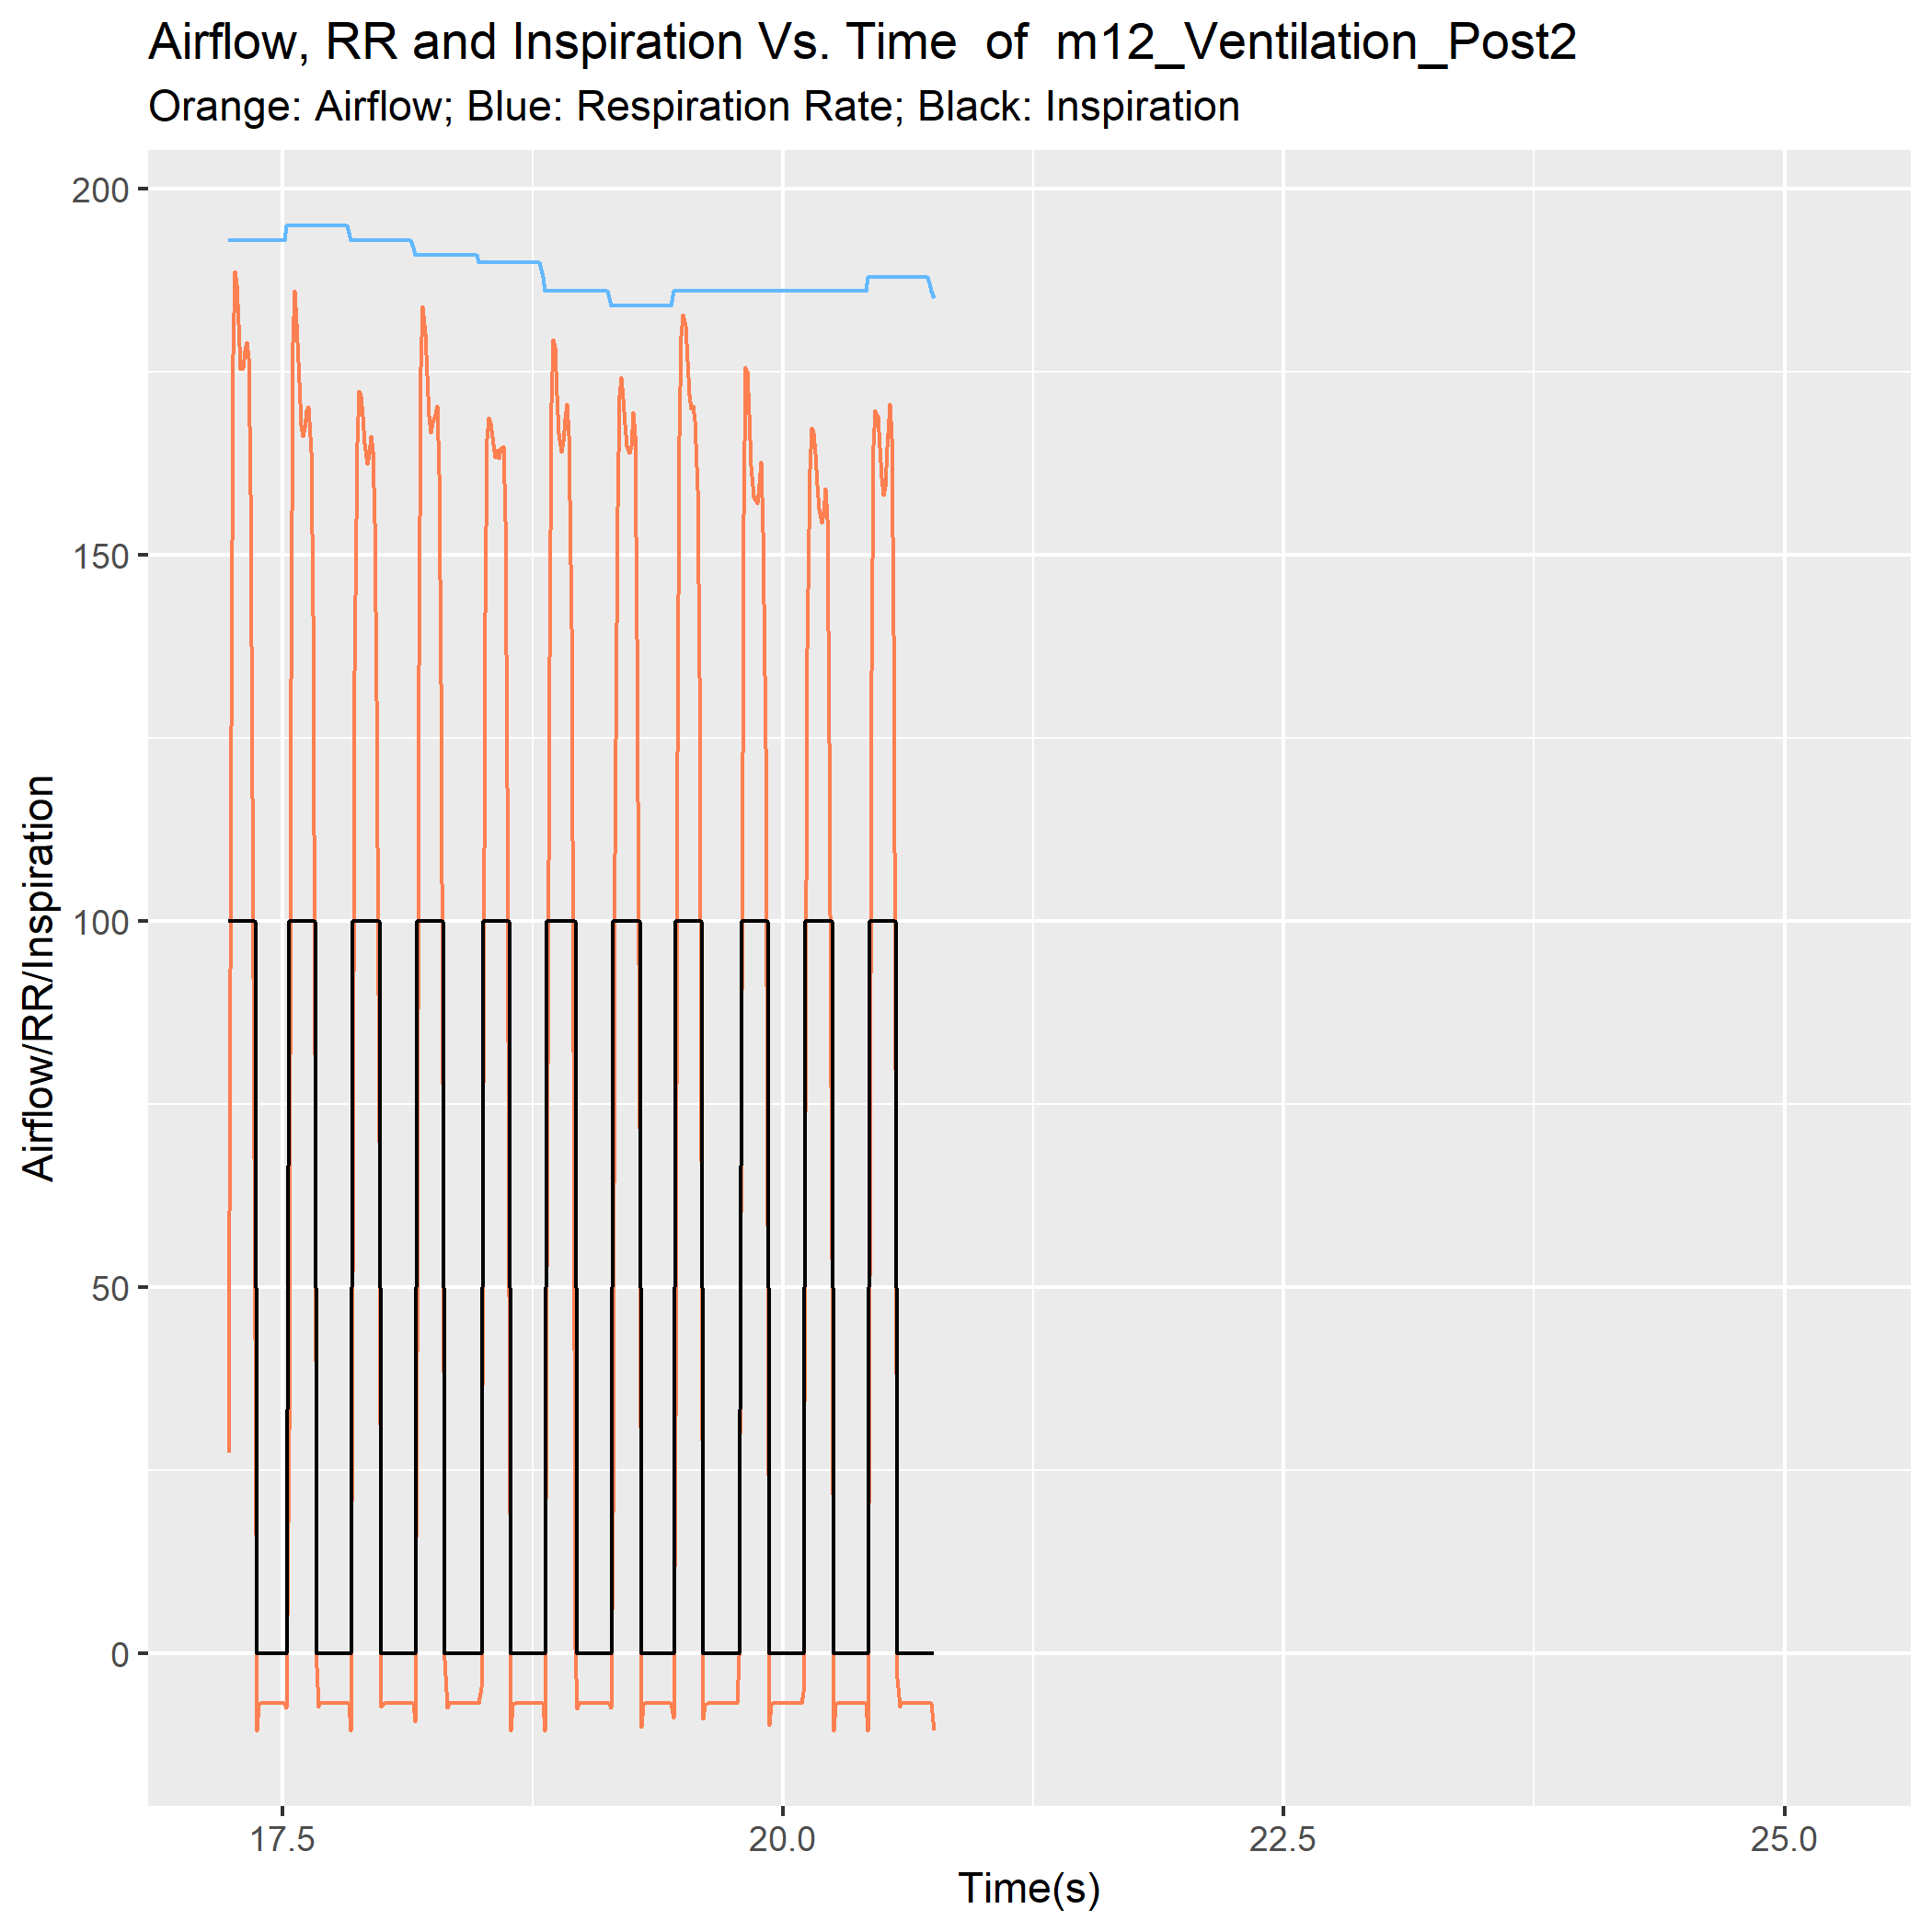 Airflow, RR and Inspiration Vs. Time  of  m12_Ventilation_Post2
Orange: Airflow; Blue: Respiration Rate; Black: Inspiration
200
150
100
50
0
Airflow/RR/Inspiration
17.5
20.0
22.5
25.0
Time(s)